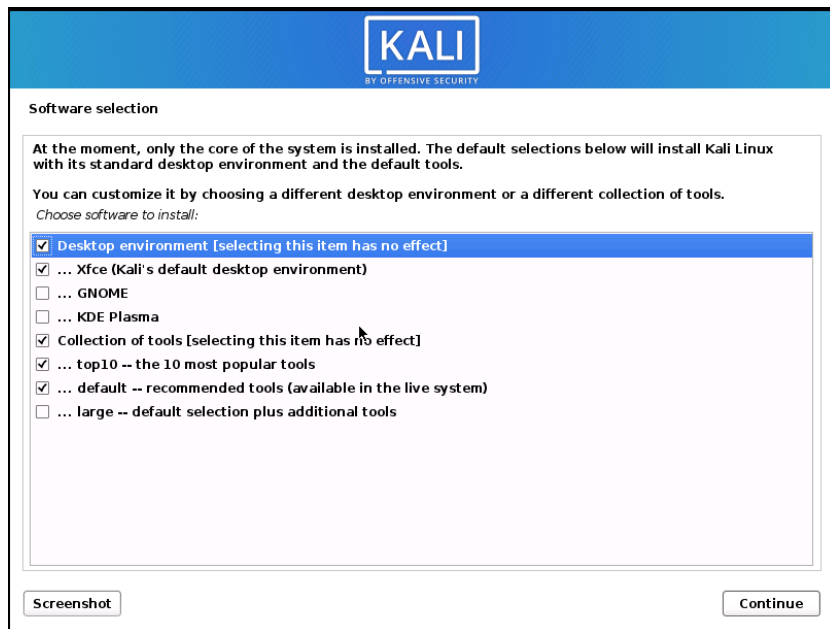 KALI
BY OFFENSIVE SECURITY
Software selection
At the moment, only the core of the system is installed. The default selections below will install Kali Linux
with its standard desktop environment and the default tools.
You can customize it by choosing a different desktop environment or a different collection of tools.
Choose software to install:
Desktop environment [selecting this item has no effect]
... Xfce (Kali's default desktop environment)
... GNOME
... KDE Plasma
Collection of tools [selecting this item has no effect]
... top10 -- the 10 most popular tools
... default -- recommended tools (available in the live system)
... large -- default selection plus additional tools
Screenshot
Continue